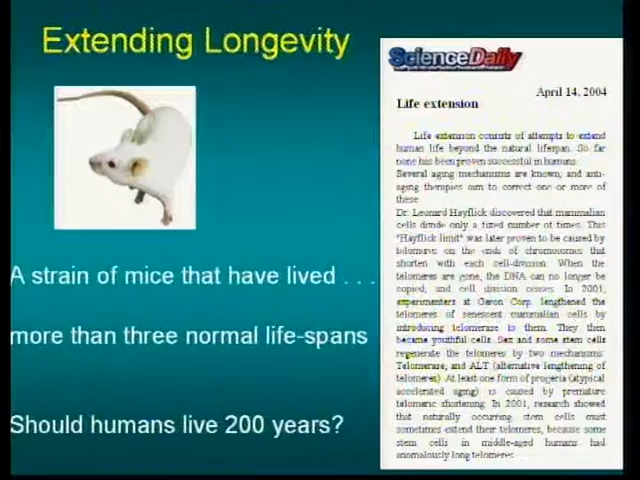 Extending Longevity
ScienceDaily
April 14, 2004
Life extension
Life extension consists of attempts to extend
human life beyond the natural lifespan. So far
none has been proven successful in humans.
Several aging mechanisms are known, and anti-
aging therapies aim to correct one or more of
these
Dr. Leonard Hayflick discovered that mammalian
cells divide only a fixed number of times. This
"Hayflick limit" was later proven to be caused by
telomeres on the ends of chromosomes that
shorten with each cell-division. When the
telomeres are gone, the DNA can no longer be
copied, and cell division ceases. In 2001,
experimenters at Geron Corp. lengthened the
telomeres of senescent mammalian cells by
introducing telomerase to them. They then
became youthful cells. Sex and some stem cells
regenerate the telomeres by two mechanisms:
Telomerase, and ALT (alternative lengthening of
telomeres). At least one form of progeria (atypical
accelerated aging) is caused by premature
telomeric shortening. In 2001, research showed
that naturally occurring stem cells must
sometimes extend their telomeres, because some
stem cells in middle-aged humans had
anomalously long telomeres.
A strain of mice that have lived . . .
more than three normal life-spans
Should humans live 200 years?